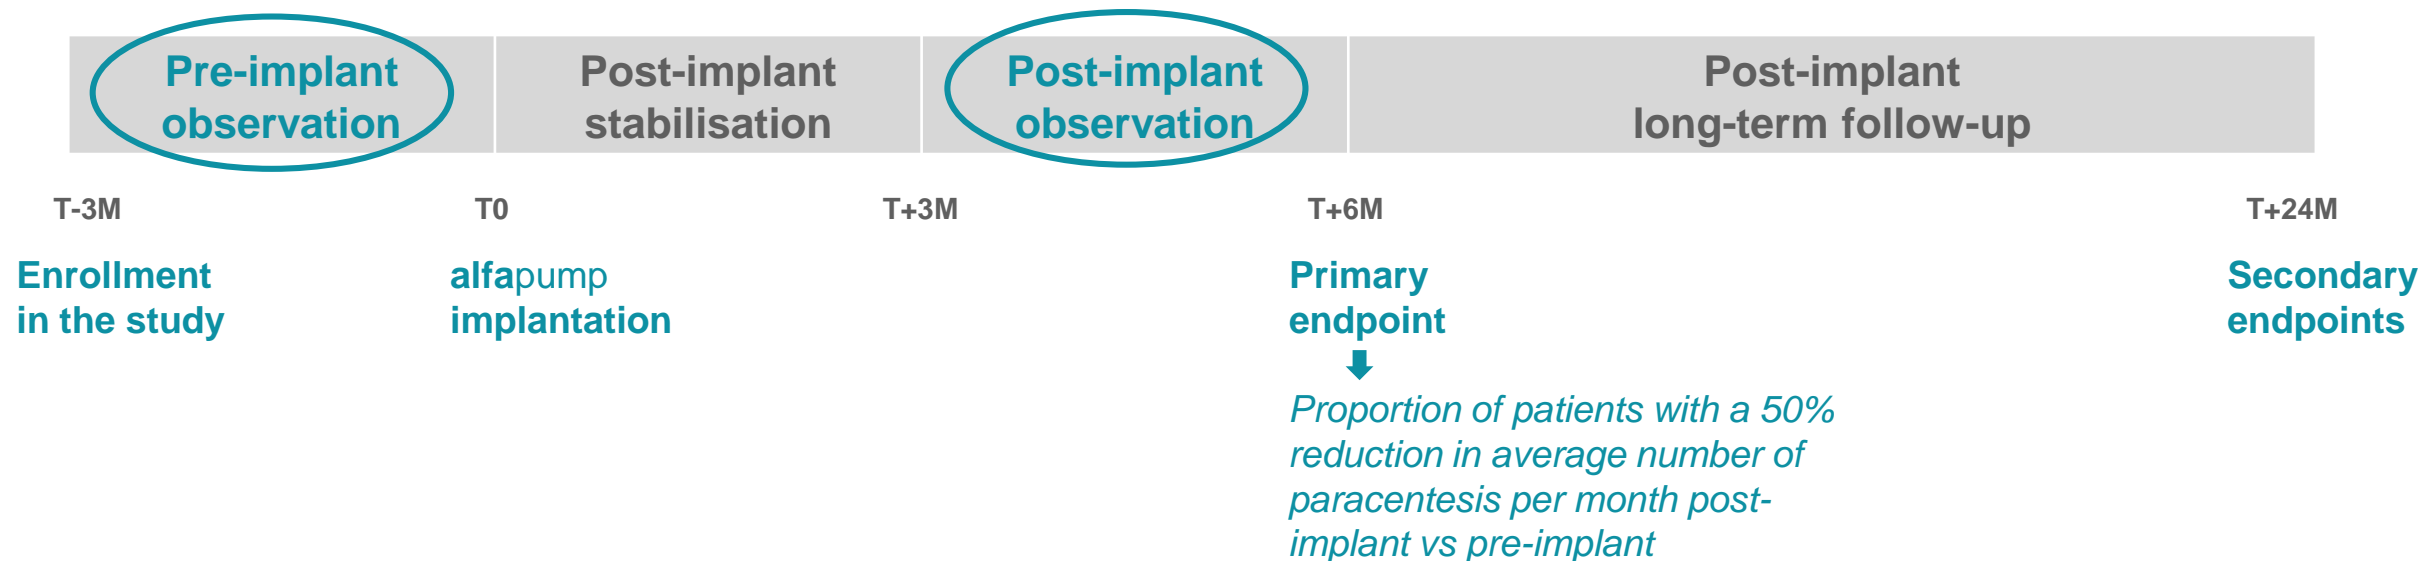 Pre-implant
observation
Post-implant
stabilisation
Post-implant
observation
Post-implant
long-term follow-up
T-3M
T0
T+3M
T+6M
T+24M
Enrollment
in the study
alfapump
implantation
Primary
endpoint
Secondary
endpoints
Proportion of patients with a 50%
reduction in average number of
paracentesis per month post-
implant vs pre-implant